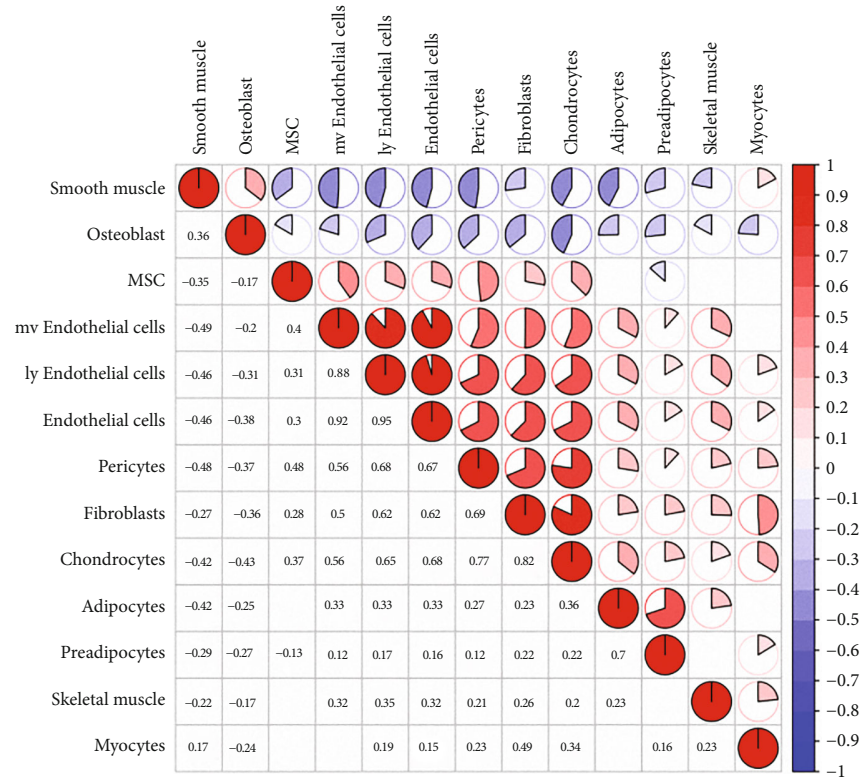 Smooth muscle
Osteoblast
MSC
mv Endothelial cells
ly Endothelial cells
Endothelial cells
Pericytes
Fibroblasts
Chondrocytes
Adipocytes
Preadipocytes
Skeletal muscle
Myocytes
Smooth muscle
Osteoblast 0.36
MSC −0.35 −0.17
mv Endothelial cells −0.49 −0.2 0.4
ly Endothelial cells −0.46 −0.31 0.31 0.88
Endothelial cells −0.46 −0.38 0.3 0.92 0.95
Pericytes −0.48 −0.37 0.48 0.56 0.68 0.67
Fibroblasts −0.27 −0.36 0.28 0.5 0.62 0.62 0.69
Chondrocytes −0.42 −0.43 0.37 0.56 0.65 0.68 0.77 0.82
Adipocytes −0.42 −0.25 0.33 0.33 0.33 0.27 0.23 0.36
Preadipocytes −0.29 −0.27 −0.13 0.12 0.17 0.16 0.12 0.22 0.22 0.7
Skeletal muscle −0.22 −0.17 0.32 0.35 0.32 0.21 0.26 0.2 0.23
Myocytes 0.17 −0.24 0.19 0.15 0.23 0.49 0.34 0.16 0.23
1
0.9
0.8
0.7
0.6
0.5
0.4
0.3
0.2
0.1
0
−0.1
−0.2
−0.3
−0.4
−0.5
−0.6
−0.7
−0.8
−0.9
−1